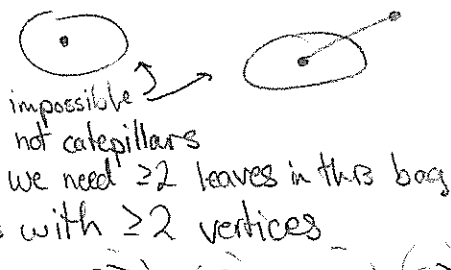 impossible
not catepillars
we need ≥2 leaves in this bag
with ≥2 vertices